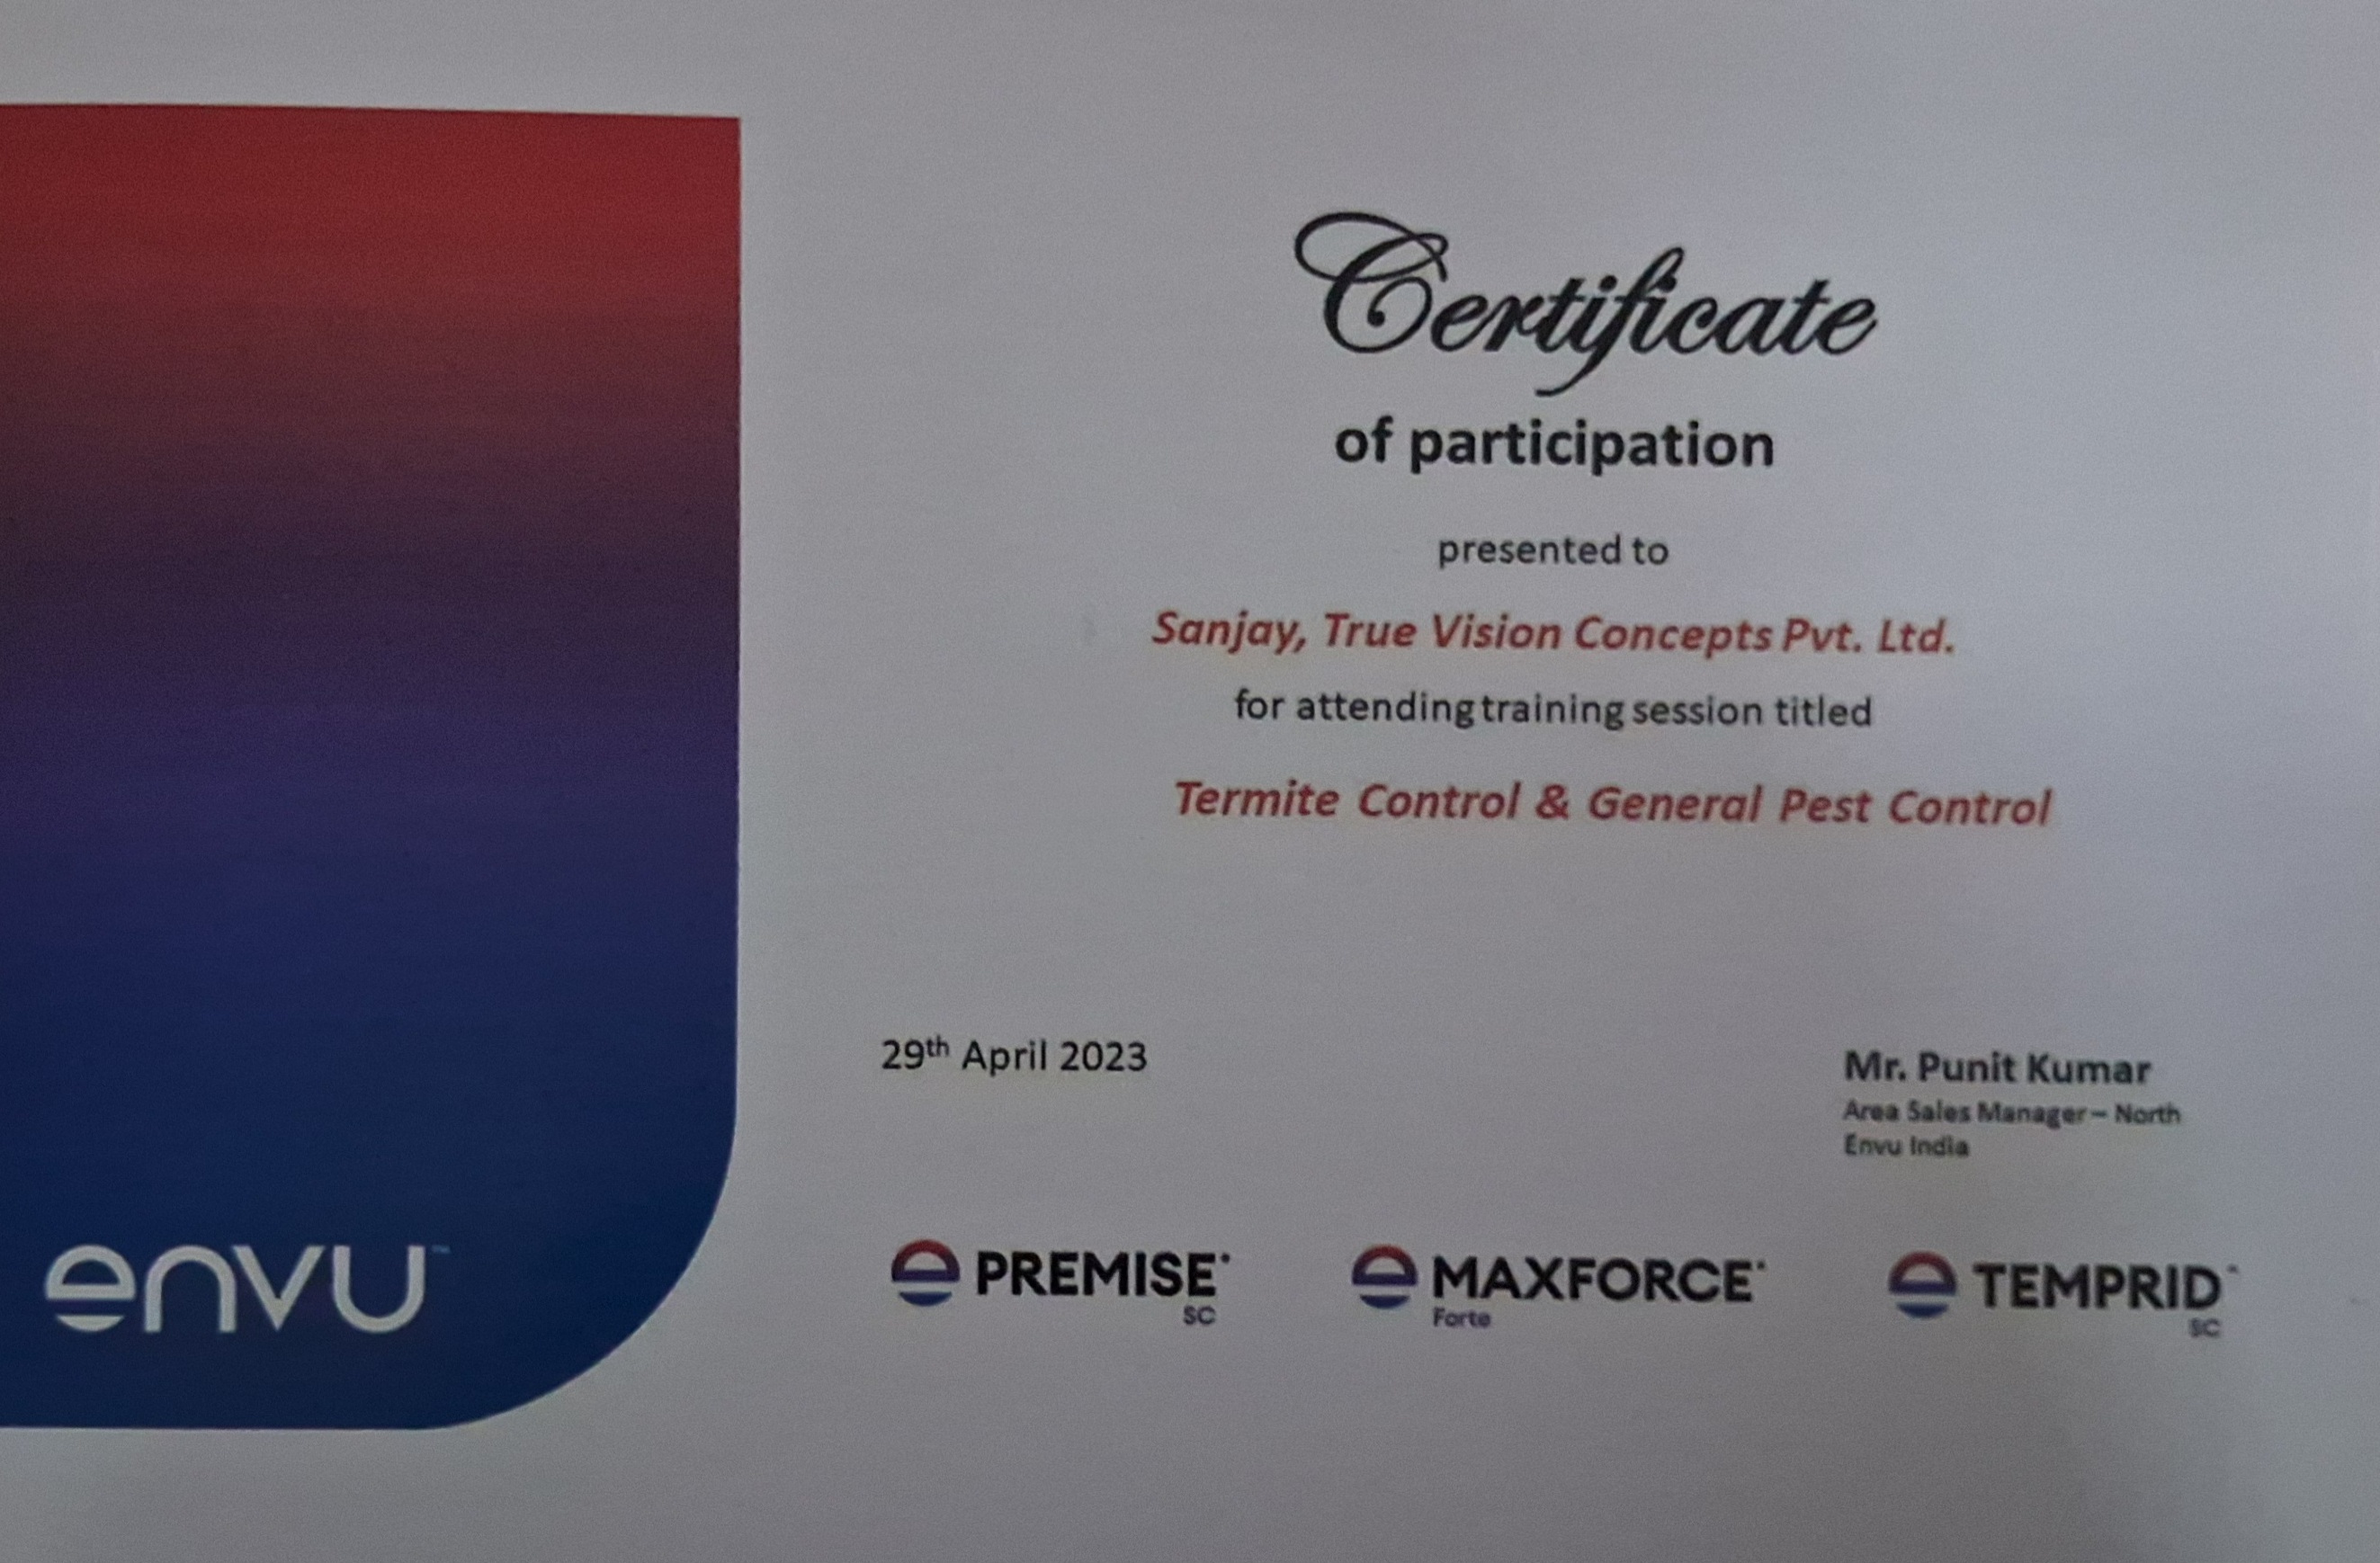 Certificate
of participation
presented to
Sanjay, True Vision Concepts Pvt. Ltd.
for attending training session titled
Termite Control & General Pest Control
29th April 2023
Mr. Punit Kumar
Area Sales Manager – North
Envu India
envu™
PREMISE
SC
MAXFORCE
Forte
TEMPRID
SC